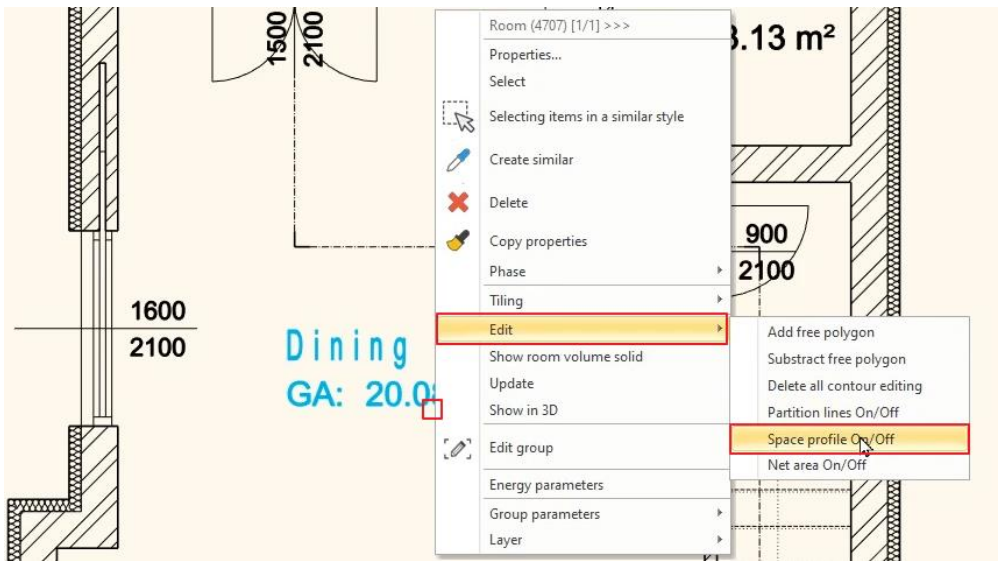 1500
2100
Room (4707) [1/1] >>>
Properties...
Select
Selecting items in a similar style
Create similar
Delete
Copy properties
Phase
Tiling
Edit
Show room volume solid
Update
Show in 3D
Edit group
Energy parameters
Group parameters
Layer
Add free polygon
Substract free polygon
Delete all contour editing
Partition lines On/Off
Space profile On/Off
Net area On/Off
.13 m²
900
2100
1600
2100
Dining
GA: 20.0